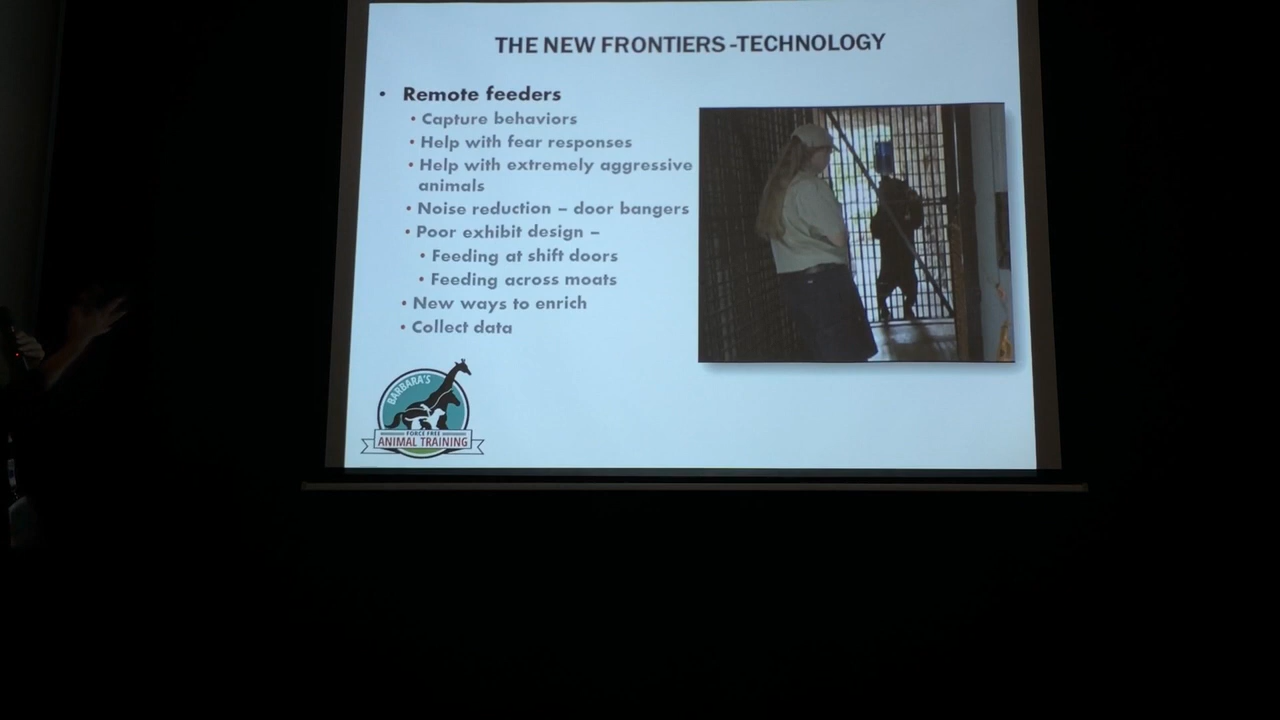 THE NEW FRONTIERS -TECHNOLOGY
• Remote feeders
• Capture behaviors
• Help with fear responses
• Help with extremely aggressive
animals
• Noise reduction – door bangers
• Poor exhibit design –
• Feeding at shift doors
• Feeding across moats
• New ways to enrich
• Collect data
BARBARA'S
FORCE FREE
ANIMAL TRAINING